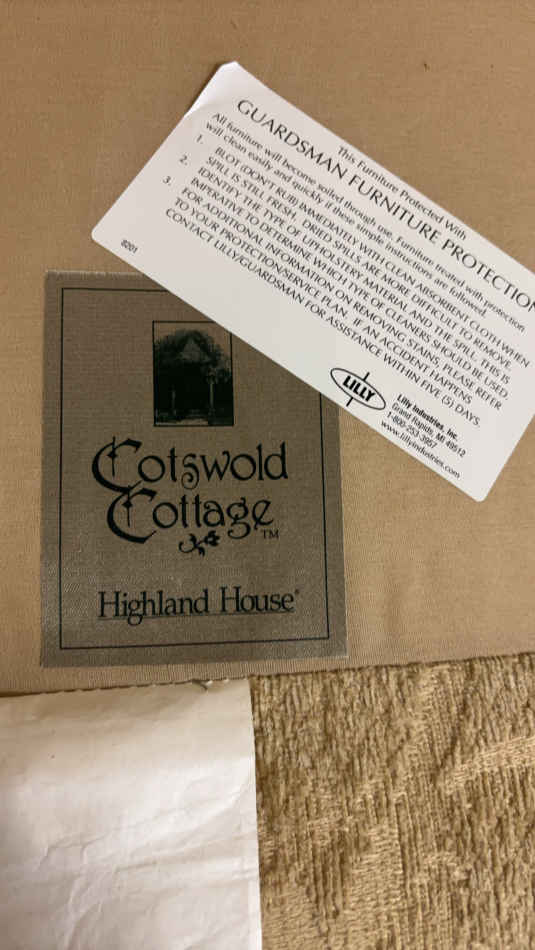 This Furniture Protected With
GUARDSMAN FURNITURE PROTECTION
All furniture will become soiled through use. Furniture treated with protection
will clean easily and quickly if these simple instructions are followed.
1. BLOT (DON'T RUB) IMMEDIATELY WITH CLEAN ABSORBENT CLOTH WHEN
SPILL IS STILL FRESH. DRIED SPILLS ARE MORE DIFFICULT TO REMOVE.
2. IDENTIFY THE TYPE OF UPHOLSTERY MATERIAL AND THE SPILL. THIS IS
IMPERATIVE TO DETERMINE WHICH TYPE OF CLEANERS SHOULD BE USED.
3. FOR ADDITIONAL INFORMATION ON REMOVING STAINS, PLEASE REFER
TO YOUR PROTECTION/SERVICE PLAN. IF AN ACCIDENT HAPPENS
CONTACT LILLY/GUARDSMAN FOR ASSISTANCE WITHIN FIVE (5) DAYS.
8201
LILLY
Lilly Industries, Inc.
Grand Rapids, MI 49512
1-800-253-3957
www.lillyindustries.com
Cotswold
Cottage™
Highland House®